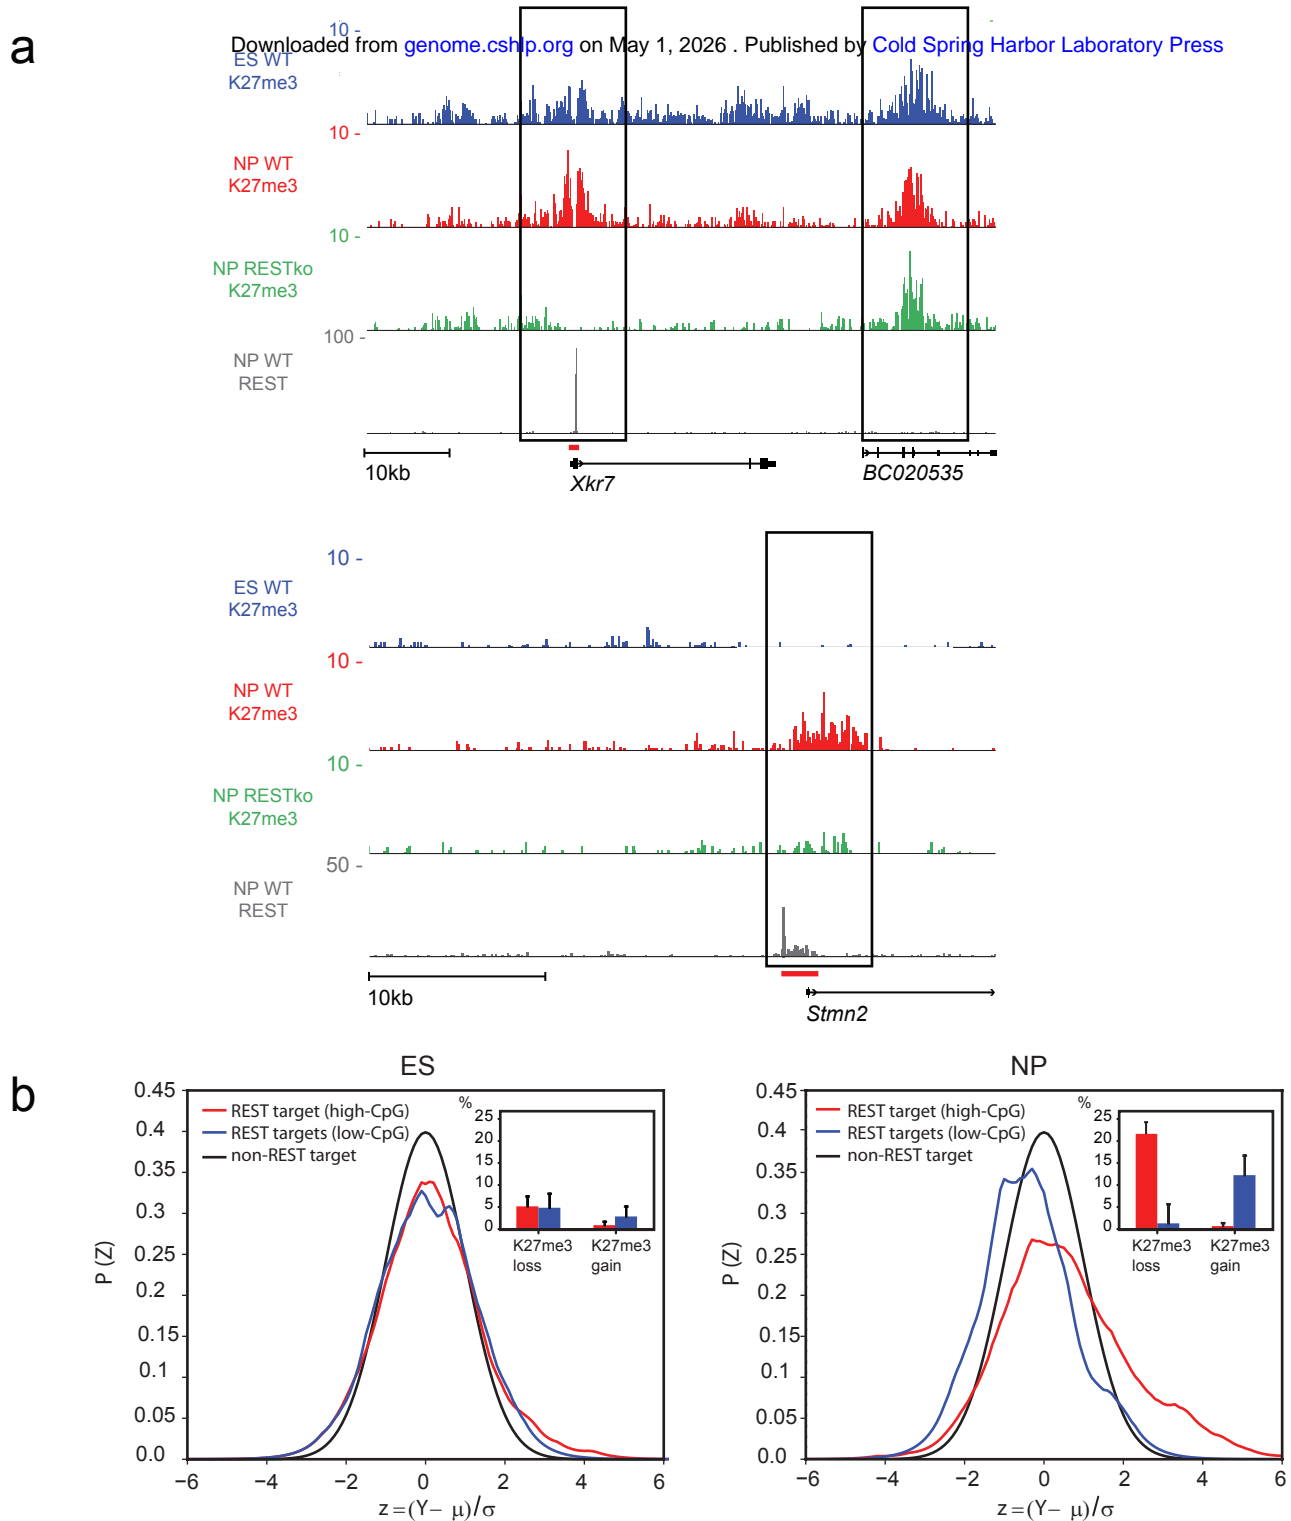 a
10 -
Downloaded from genome.cshlp.org on May 1, 2026 . Published by Cold Spring Harbor Laboratory Press
ES WT
K27me3
10 -
NP WT
K27me3
10 -
NP RESTko
K27me3
100 -
NP WT
REST
10kb
Xkr7
BC020535
10 -
ES WT
K27me3
10 -
NP WT
K27me3
10 -
NP RESTko
K27me3
50 -
NP WT
REST
10kb
Stmn2
b
ES
0.45
0.4
0.35
0.3
0.25
0.2
0.15
0.1
0.05
0.0
P (Z)
REST target (high-CpG)
REST targets (low-CpG)
non-REST target
%
25
20
15
10
5
0
K27me3 loss
K27me3 gain
−6 −4 −2 0 2 4 6
z=(Y− μ)/σ
NP
0.45
0.4
0.35
0.3
0.25
0.2
0.15
0.1
0.05
0.0
P (Z)
REST target (high-CpG)
REST targets (low-CpG)
non-REST target
%
25
20
15
10
5
0
K27me3 loss
K27me3 gain
−6 −4 −2 0 2 4 6
z=(Y− μ)/σ